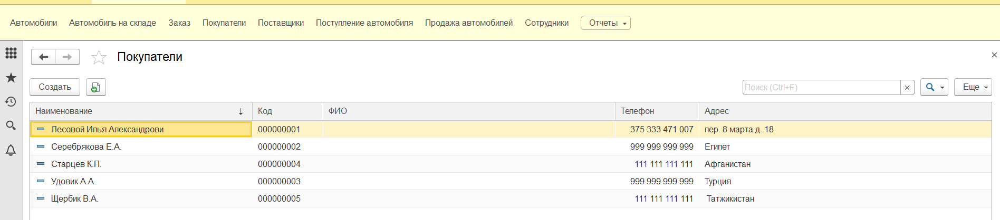 Автомобили Автомобиль на складе Заказ Покупатели Поставщики Поступление автомобиля Продажа автомобилей Сотрудники Отчеты
Покупатели
Создать Поиск (Ctrl+F) Еще
Наименование Код ФИО Телефон Адрес
Лесовой Илья Александрови 000000001 375 333 471 007 пер. 8 марта д. 18
Серебрякова Е.А. 000000002 999 999 999 999 Египет
Старцев К.П. 000000004 111 111 111 111 Афганистан
Удовик А.А. 000000003 999 999 999 999 Турция
Щербик В.А. 000000005 111 111 111 111 Татжикистан